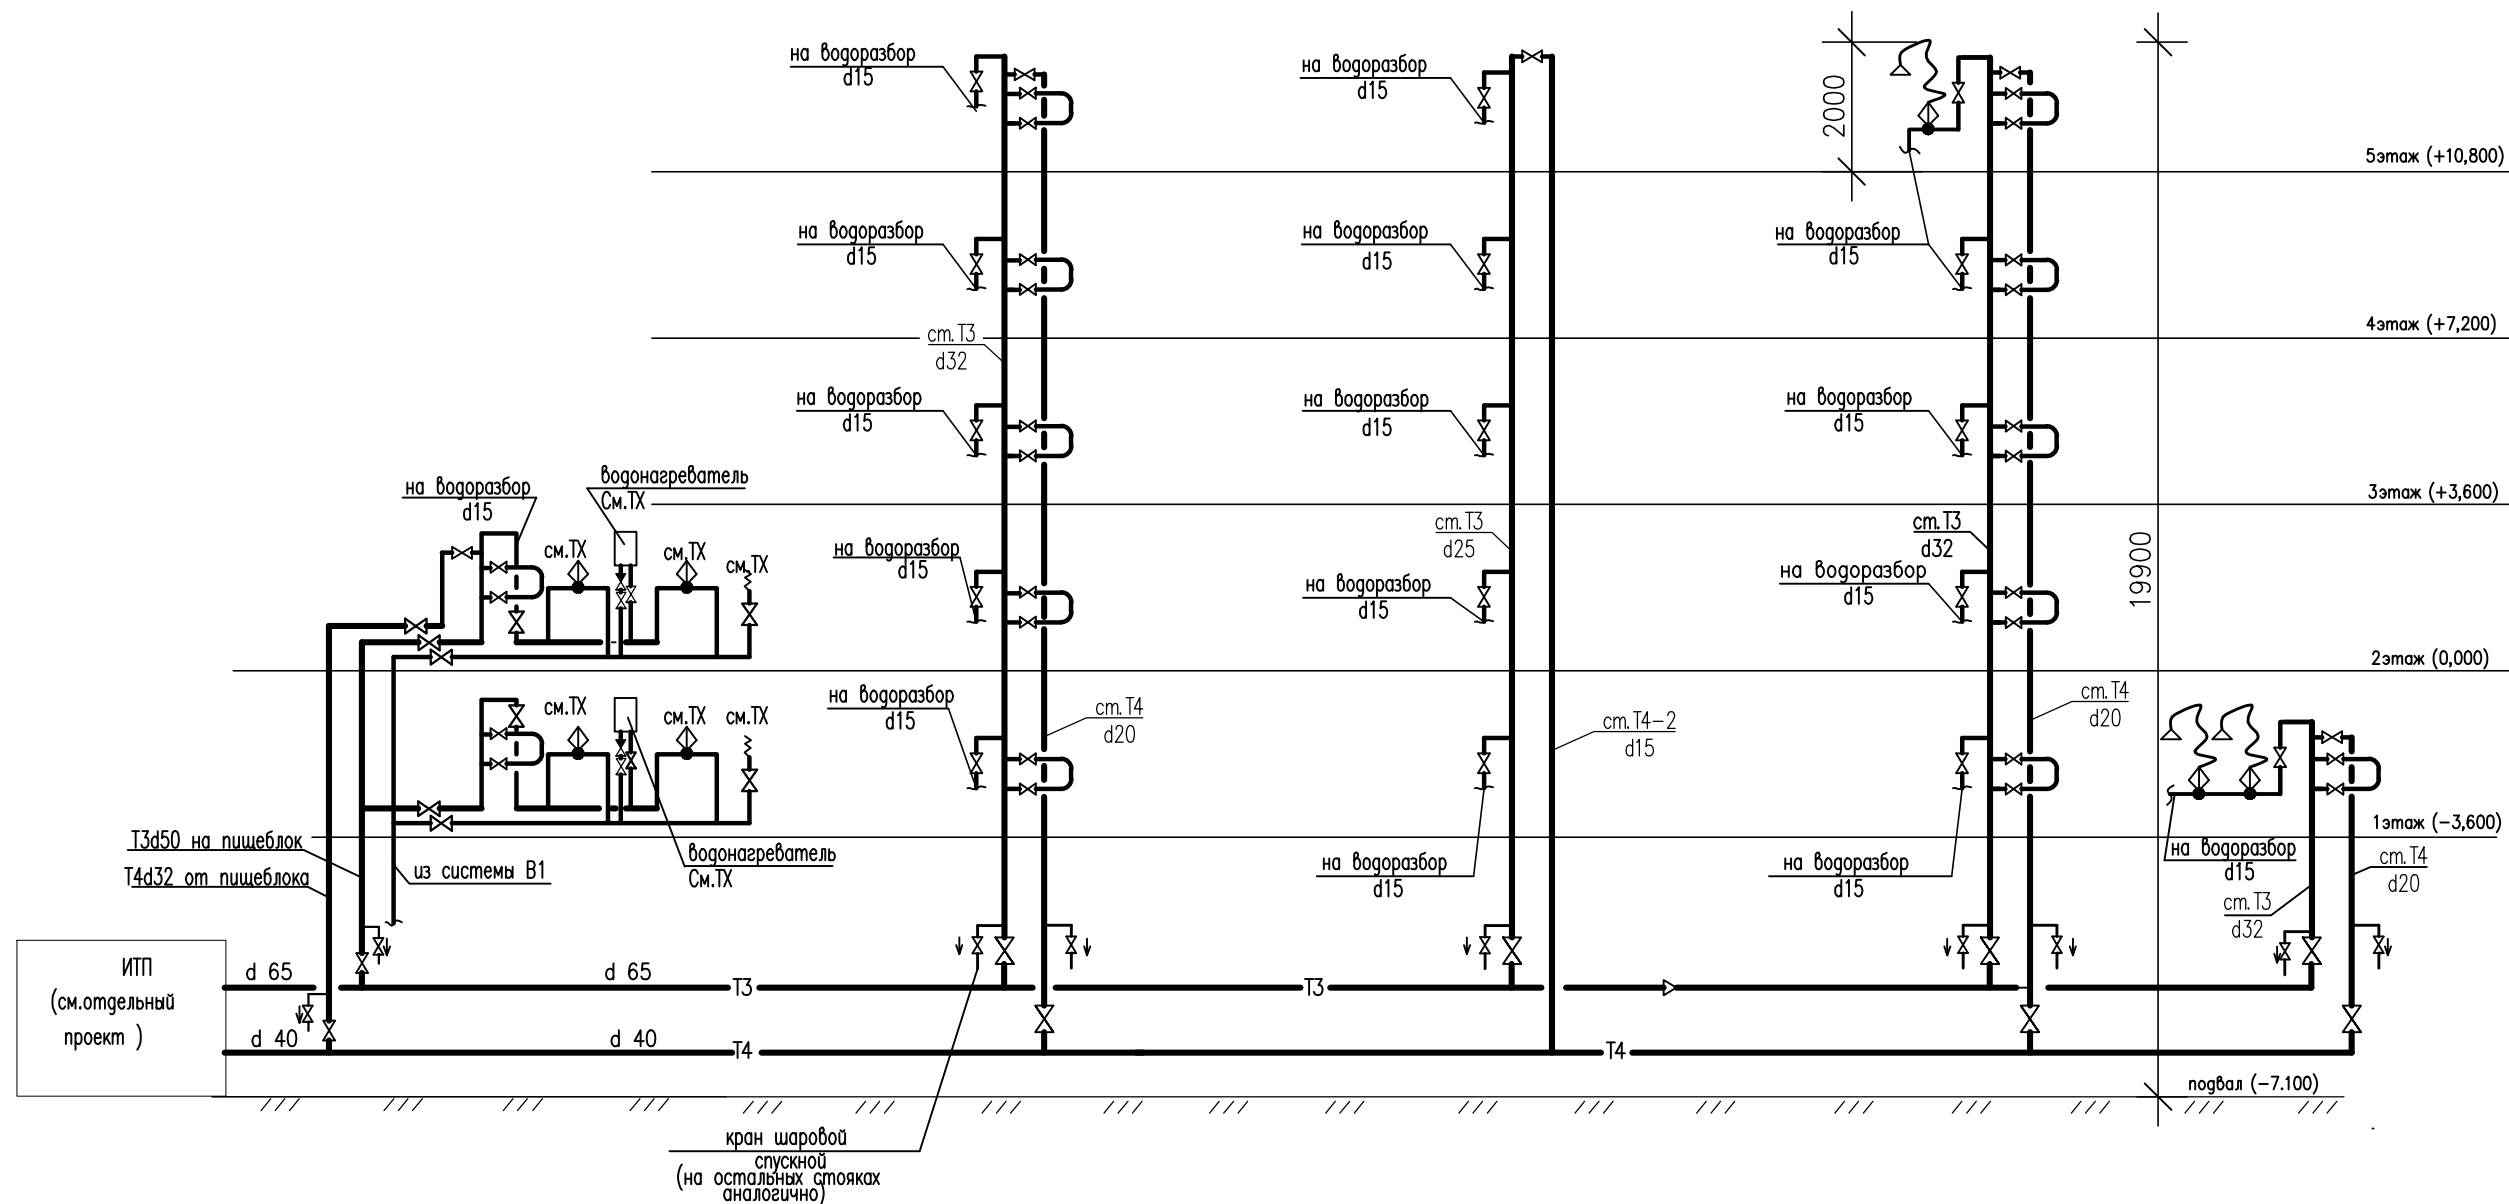 на водоразбор
d15
на водоразбор
d15
2000
5этаж (+10,800)
на водоразбор
d15
на водоразбор
d15
на водоразбор
d15
ст.Т3
d32
4этаж (+7,200)
на водоразбор
d15
на водоразбор
d15
на водоразбор
d15
на водоразбор
d15
водонагреватель
См.ТХ
3этаж (+3,600)
см.ТХ
см.ТХ
см.ТХ
на водоразбор
d15
ст.Т3
d25
на водоразбор
d15
ст.Т3
d32
на водоразбор
d15
19900
2этаж (0,000)
см.ТХ
см.ТХ
см.ТХ
на водоразбор
d15
ст.Т4
d20
ст.Т4-2
d15
ст.Т4
d20
1этаж (-3,600)
Т3d50 на пищеблок
Т4d32 от пищеблока
из системы В1
водонагреватель
См.ТХ
на водоразбор
d15
на водоразбор
d15
на водоразбор
d15
ст.Т4
d20
ст.Т3
d32
ИТП
(см.отдельный
проект )
d 65
d 65
Т3
Т3
d 40
d 40
Т4
Т4
подвал (-7.100)
кран шаровой
спускной
(на остальных стояках
аналогично)